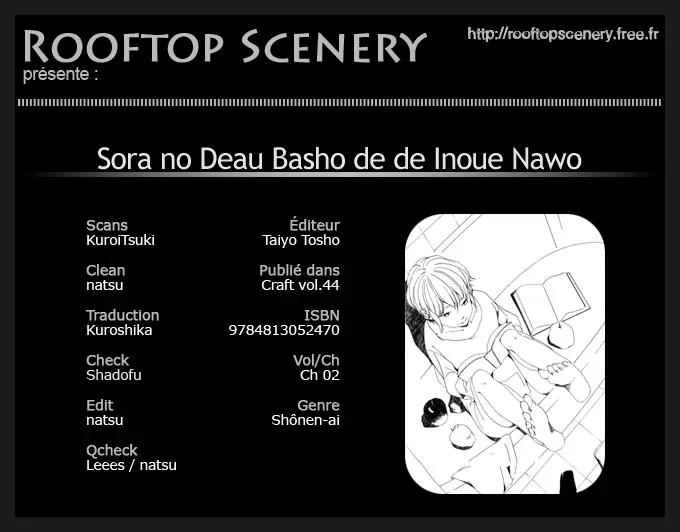 Rooftop Scenery
http://rooftopscenery.free.fr
présente :
Sora no Deau Basho de de Inoue Nawo
Scans
KuroiTsuki
Clean
natsu
Traduction
Kuroshika
Check
Shadofu
Edit
natsu
Qcheck
Leees / natsu
Éditeur
Taiyo Tosho
Publié dans
Craft vol.44
ISBN
9784813052470
Vol/Ch
Ch 02
Genre
Shônen-ai